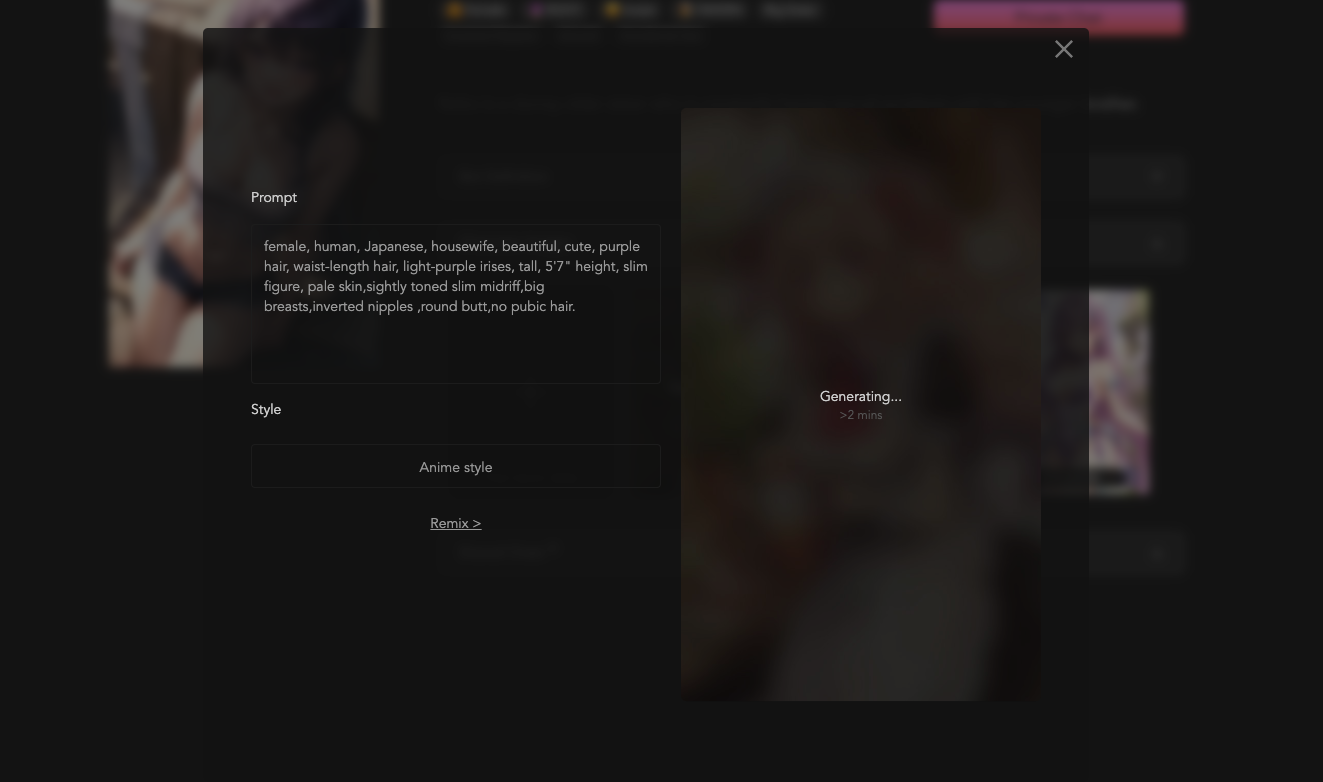 Prompt
female, human, Japanese, housewife, beautiful, cute, purple
hair, waist-length hair, light-purple irises, tall, 5'7" height, slim
figure, pale skin,sightly toned slim midriff,big
breasts,inverted nipples ,round butt,no pubic hair.
Style
Anime style
Remix >
Generating...
>2 mins